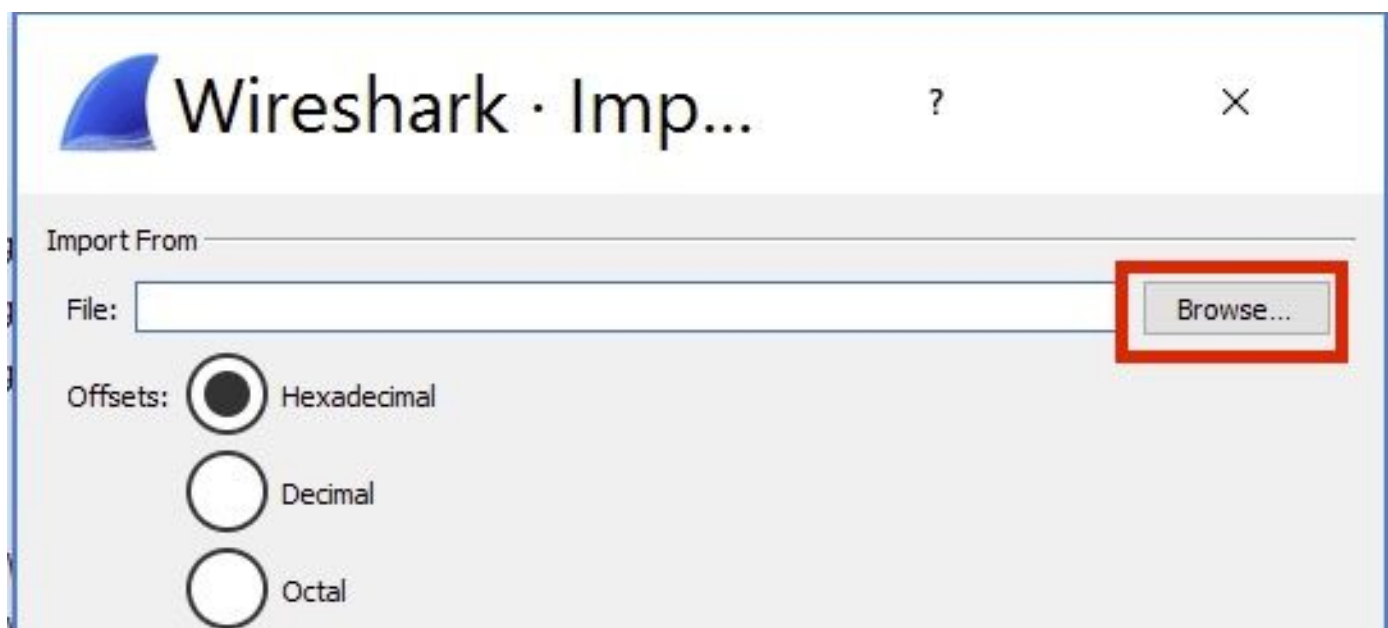 Wireshark · Imp... ?
Import From
File: Browse...
Offsets: Hexadecimal
Decimal
Octal